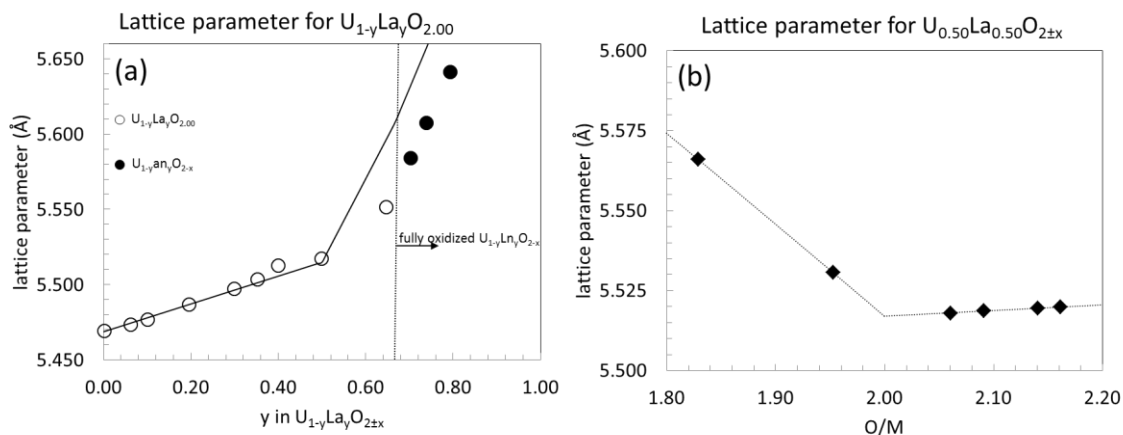 Lattice parameter for U1-yLayO2.00
(a)
lattice parameter (Å)
5.650
5.600
5.550
5.500
5.450
U1-yLayO2.00
U1-yanyO2-x
fully oxidized U1-yLnyO2-x
0.00 0.20 0.40 0.60 0.80 1.00
y in U1-yLayO2±x
Lattice parameter for U0.50La0.50O2±x
(b)
lattice parameter (Å)
5.600
5.575
5.550
5.525
5.500
1.80 1.90 2.00 2.10 2.20
O/M